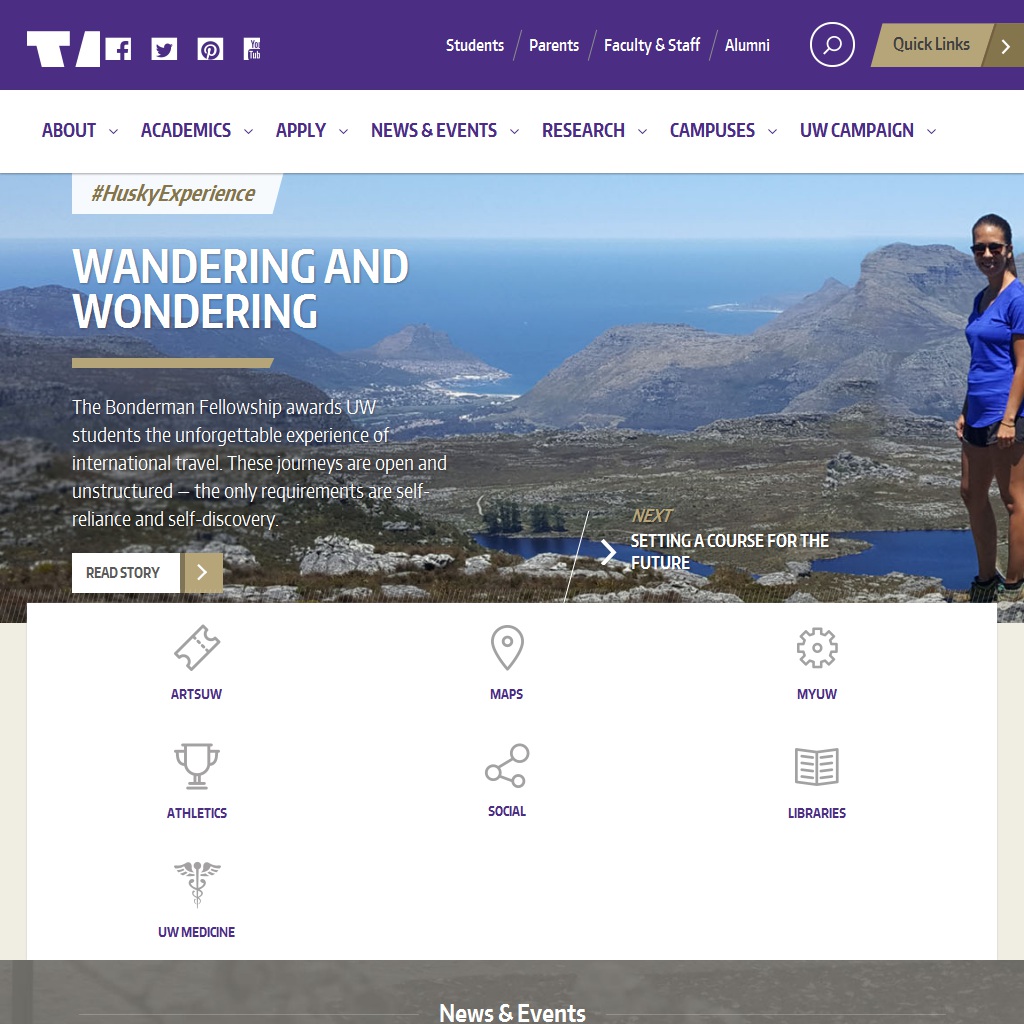 You
Tub
Students
Parents
Faculty & Staff
Alumni
Quick Links
ABOUT
ACADEMICS
APPLY
NEWS & EVENTS
RESEARCH
CAMPUSES
UW CAMPAIGN
#HuskyExperience
WANDERING AND
WONDERING
The Bonderman Fellowship awards UW
students the unforgettable experience of
international travel. These journeys are open and
unstructured – the only requirements are self-
reliance and self-discovery.
READ STORY
NEXT
SETTING A COURSE FOR THE
FUTURE
ARTSUW
MAPS
MYUW
ATHLETICS
SOCIAL
LIBRARIES
UW MEDICINE
News & Events